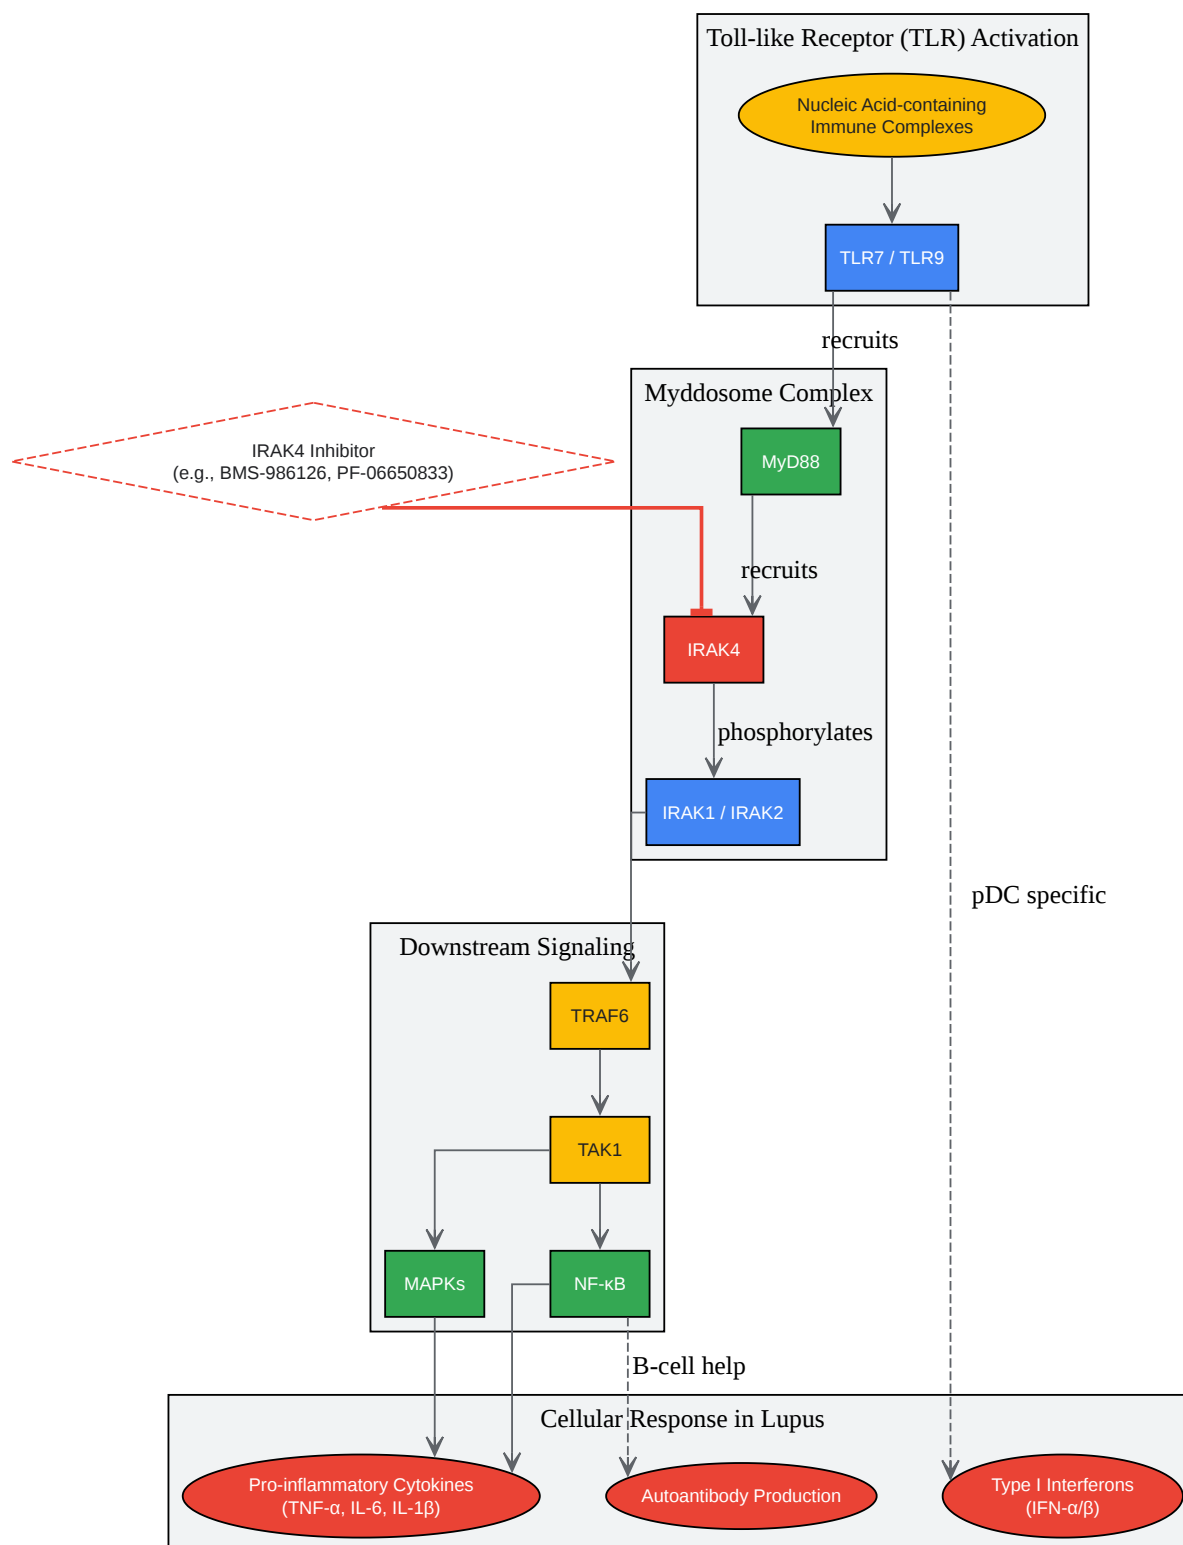 Toll-like Receptor (TLR) Activation
Nucleic Acid-containing
Immune Complexes
TLR7 / TLR9
recruits
Myddosome Complex
IRAK4 Inhibitor
(e.g., BMS-986126, PF-06650833)
MyD88
recruits
IRAK4
phosphorylates
IRAK1 / IRAK2
pDC specific
Downstream Signaling
TRAF6
TAK1
MAPKs
NF-κB
B-cell help
Cellular Response in Lupus
Pro-inflammatory Cytokines
(TNF-α, IL-6, IL-1β)
Autoantibody Production
Type I Interferons
(IFN-α/β)